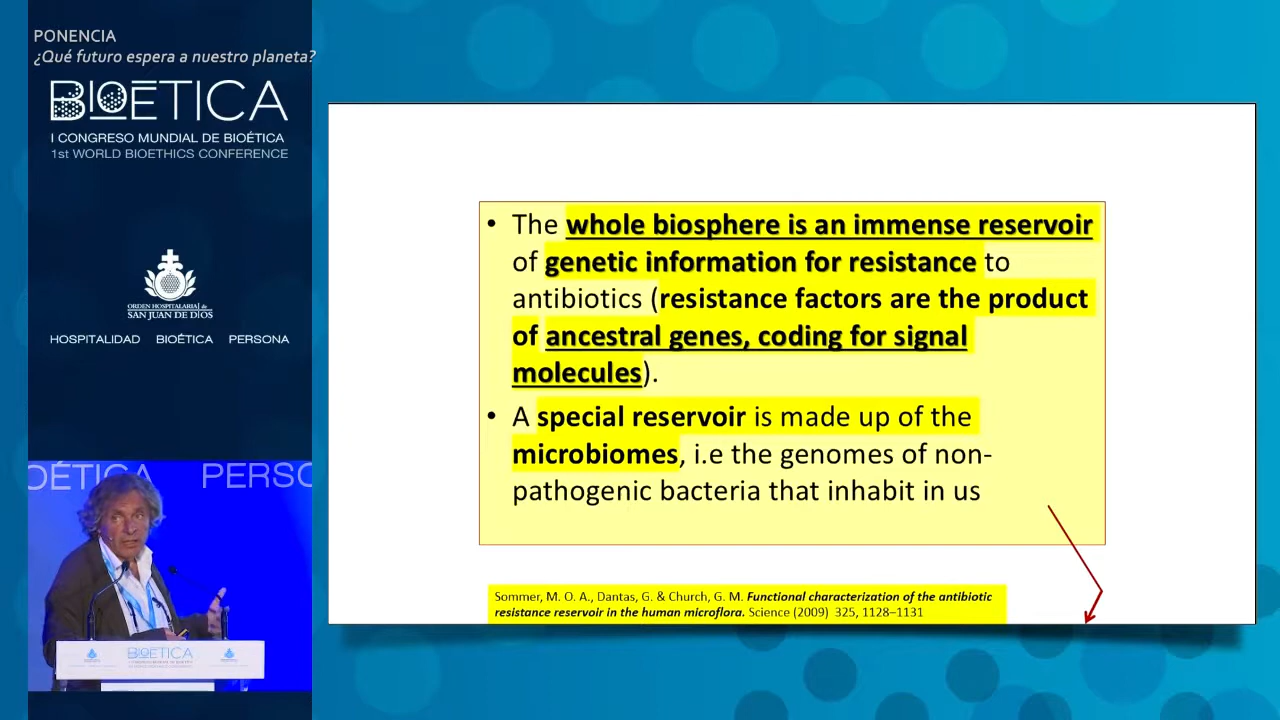 PONENCIA
¿Qué futuro espera a nuestro planeta?
BIOÉTICA
I CONGRESO MUNDIAL DE BIOÉTICA
1st WORLD BIOETHICS CONFERENCE
ORDEN HOSPITALARIA de
SAN JUAN DE DIOS
HOSPITALIDAD BIOÉTICA PERSONA
OÉTICA PERSO
BIOÉTICA
• The whole biosphere is an immense reservoir
of genetic information for resistance to
antibiotics (resistance factors are the product
of ancestral genes, coding for signal
molecules).
• A special reservoir is made up of the
microbiomes, i.e the genomes of non-
pathogenic bacteria that inhabit in us
Sommer, M. O. A., Dantas, G. & Church, G. M. Functional characterization of the antibiotic
resistance reservoir in the human microflora. Science (2009) 325, 1128–1131